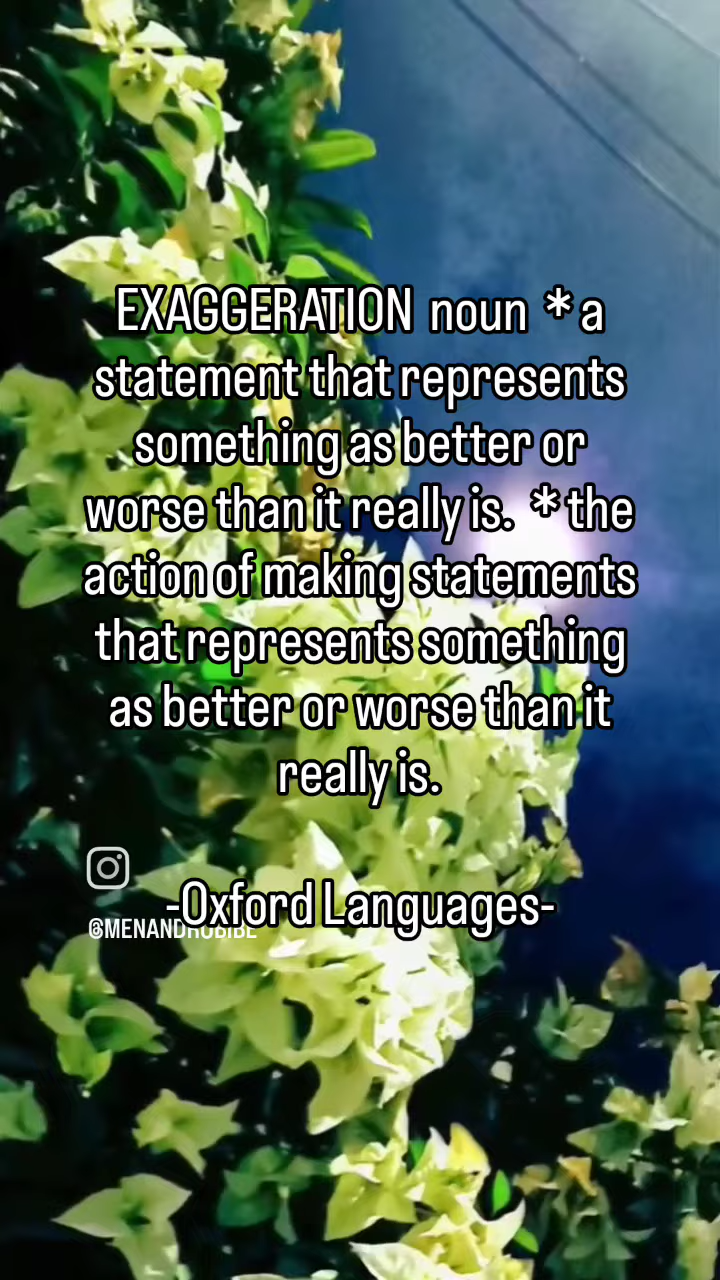 EXAGGERATION noun * a
statement that represents
something as better or
worse than it really is. * the
action of making statements
that represents something
as better or worse than it
really is.
-Oxford Languages-